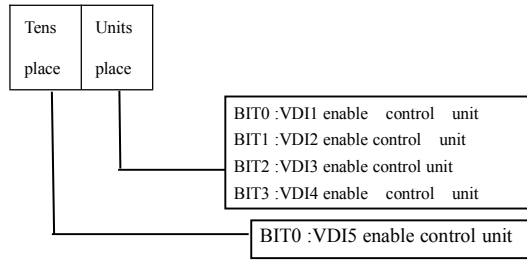 Tens Units
place place
BIT0 :VDI1 enable control unit
BIT1 :VDI2 enable control unit
BIT2 :VDI3 enable control unit
BIT3 :VDI4 enable control unit
BIT0 :VDI5 enable control unit